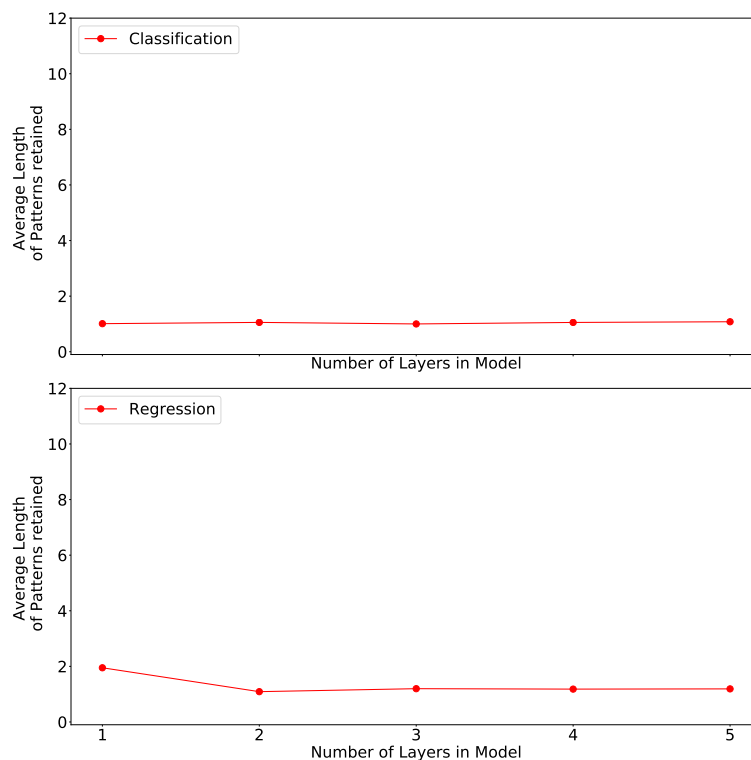 12
Classification
10
8
6
4
2
0
Average Length
of Patterns retained
Number of Layers in Model
12
Regression
10
8
6
4
2
0
Average Length
of Patterns retained
1 2 3 4 5
Number of Layers in Model